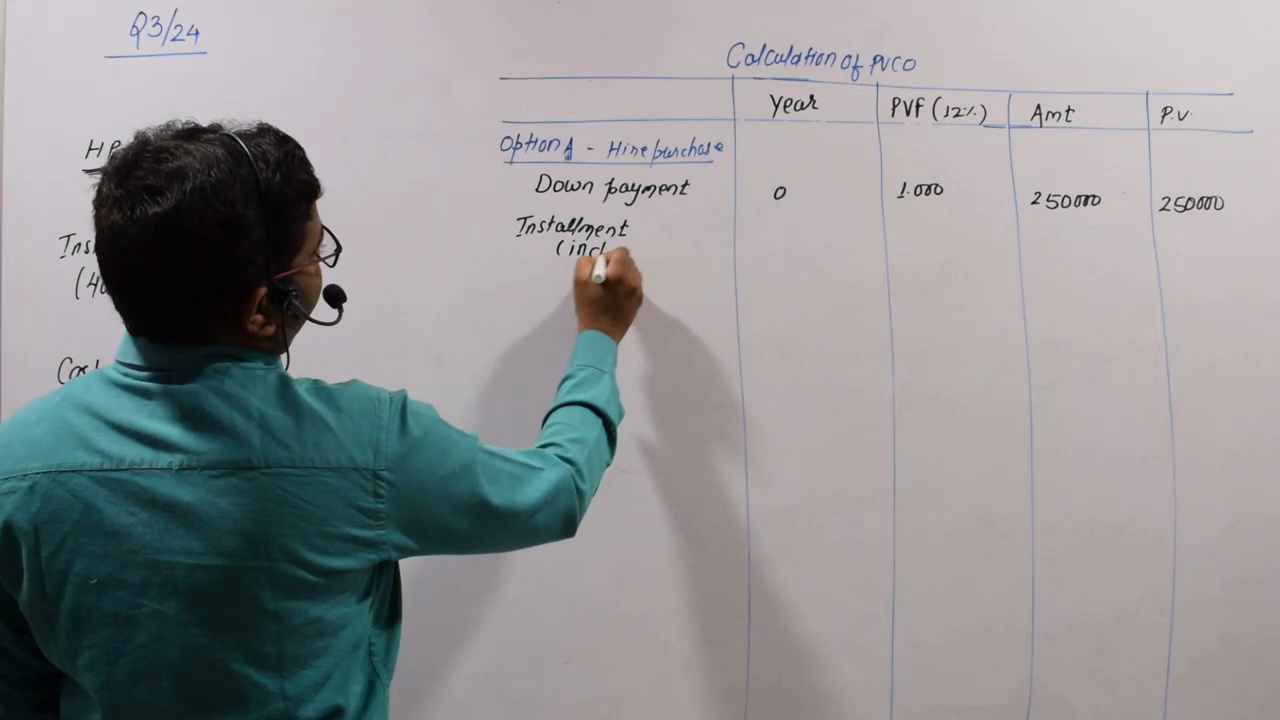 Q3/24
Calculation of PVCO
Year PVF (12%) Amt P.V.
Option A - Hire purchase
Down payment 0 1.000 250000 250000
Installment
(incl